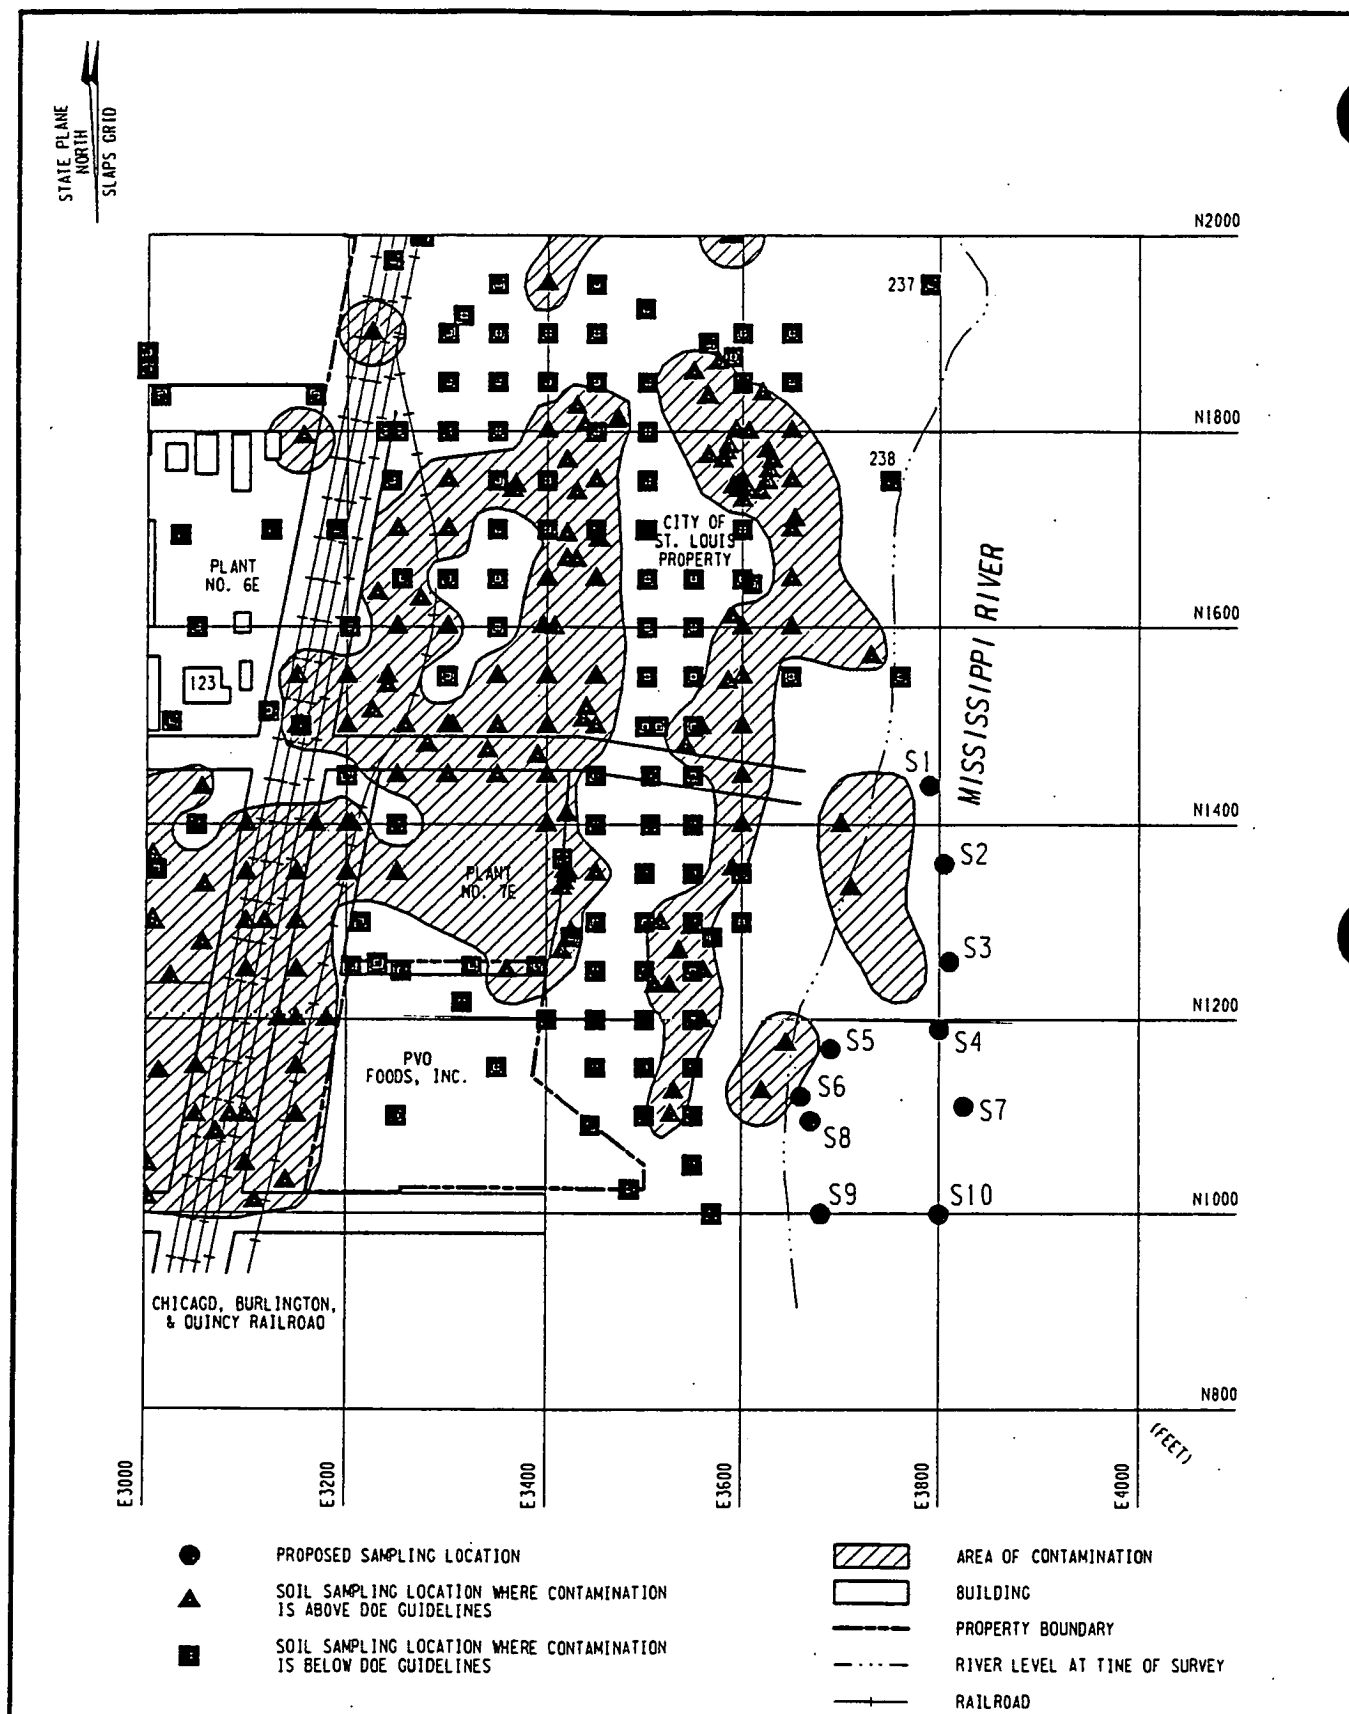 STATE PLANE
NORTH
SLAPS GRID
N2000
237
N1800
238
CITY OF
ST. LOUIS
PROPERTY
PLANT
NO. 6E
MISSISSIPPI RIVER
N1600
123
S1
N1400
S2
PLANT
NO. 7E
S3
N1200
S4
S5
PVO
FOODS, INC.
S6
S7
S8
S9
S10
N1000
CHICAGO, BURLINGTON,
& QUINCY RAILROAD
N800
(FEET)
E3000
E3200
E3400
E3600
E3800
E4000
PROPOSED SAMPLING LOCATION
SOIL SAMPLING LOCATION WHERE CONTAMINATION
IS ABOVE DOE GUIDELINES
SOIL SAMPLING LOCATION WHERE CONTAMINATION
IS BELOW DOE GUIDELINES
AREA OF CONTAMINATION
BUILDING
PROPERTY BOUNDARY
RIVER LEVEL AT TINE OF SURVEY
RAILROAD